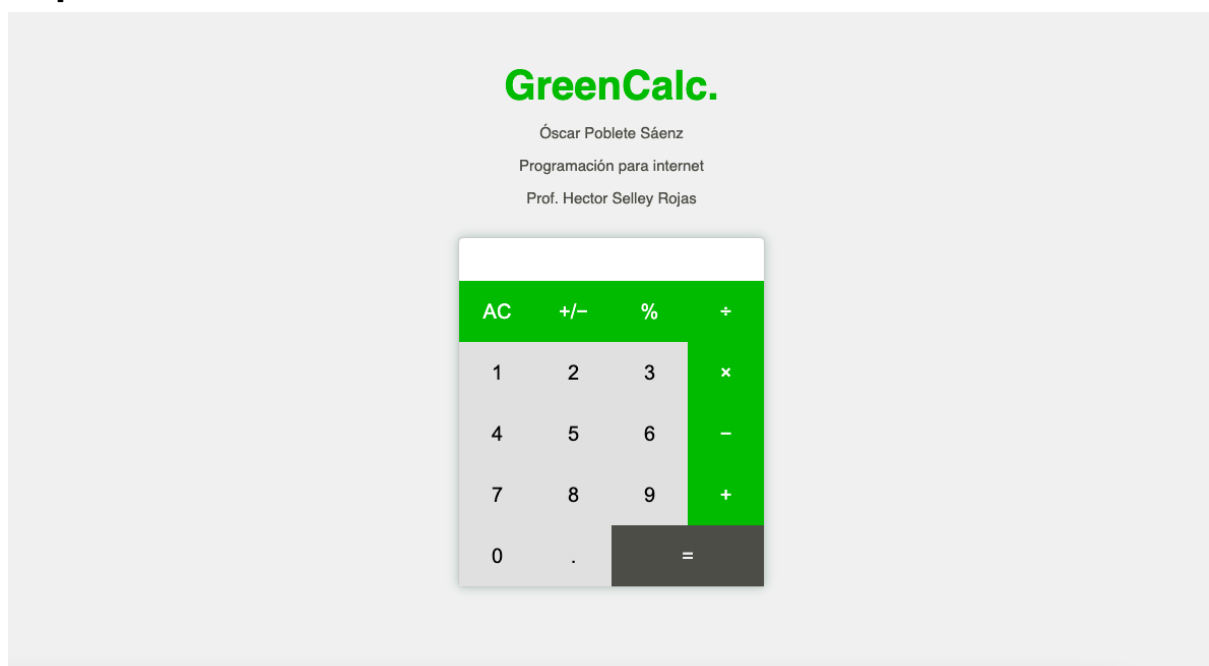 GreenCalc.
Óscar Poblete Sáenz
Programación para internet
Prof. Hector Selley Rojas
AC +/− % ÷
1 2 3 ×
4 5 6 −
7 8 9 +
0 . =